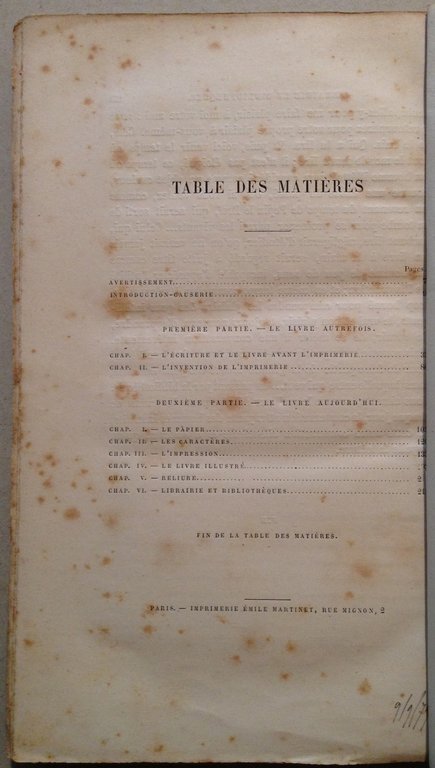 TABLE DES MATIÈRES
Pages
AVERTISSEMENT
INTRODUCTION-CAUSERIE
PREMIÈRE PARTIE. — LE LIVRE AUTREFOIS.
CHAP. I. — L'ÉCRITURE ET LE LIVRE AVANT L'IMPRIMERIE
CHAP. II. — L'INVENTION DE L'IMPRIMERIE
DEUXIÈME PARTIE. — LE LIVRE AUJOURD'HUI.
CHAP. I. — LE PAPIER
CHAP. II. — LES CARACTÈRES
CHAP. III. — L'IMPRESSION
CHAP. IV. — LE LIVRE ILLUSTRÉ
CHAP. V. — RELIURE
CHAP. VI. — LIBRAIRIE ET BIBLIOTHÈQUES
FIN DE LA TABLE DES MATIÈRES.
PARIS. — IMPRIMERIE ÉMILE MARTINET, RUE MIGNON, 2